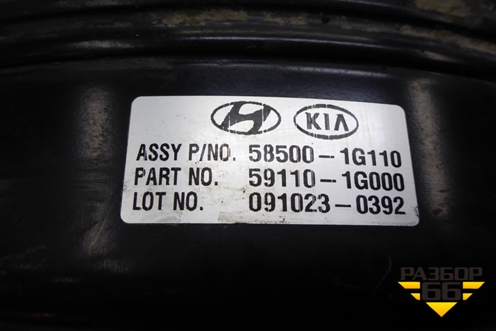 KIA
ASSY P/NO. 58500-1G110
PART NO. 59110-1G000
LOT NO. 091023-0392
РАЗБОР
66